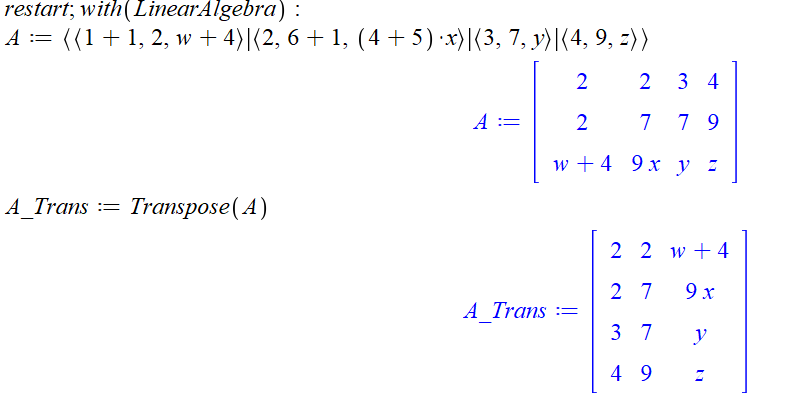 restart; with(LinearAlgebra) :
A := ⟨⟨1 + 1, 2, w + 4⟩|⟨2, 6 + 1, (4 + 5)·x⟩|⟨3, 7, y⟩|⟨4, 9, z⟩⟩
2 2 3 4
A := 2 7 7 9
w + 4 9 x y z
A_Trans := Transpose(A)
2 2 w + 4
2 7 9 x
A_Trans :=
3 7 y
4 9 z